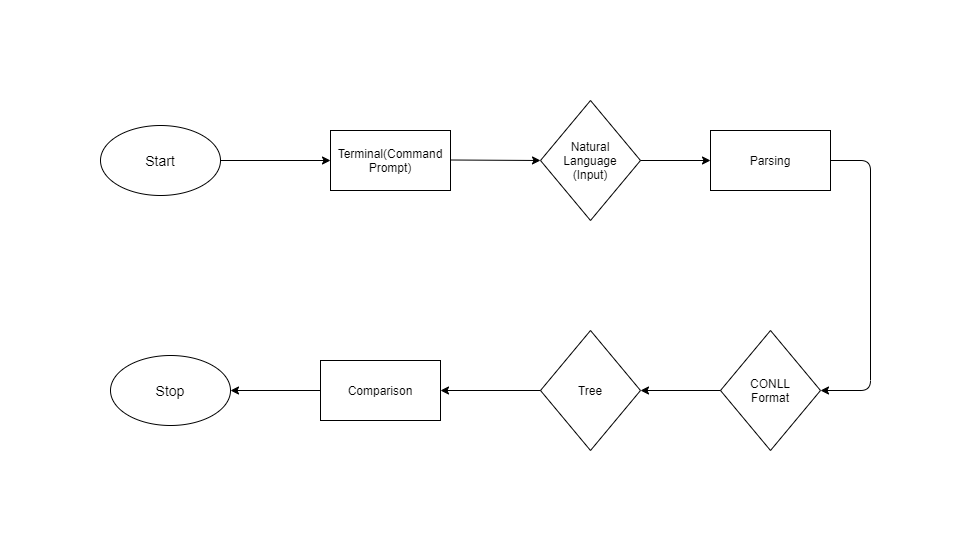 Start
Terminal(Command
Prompt)
Natural
Language
(Input)
Parsing
CONLL
Format
Tree
Comparison
Stop